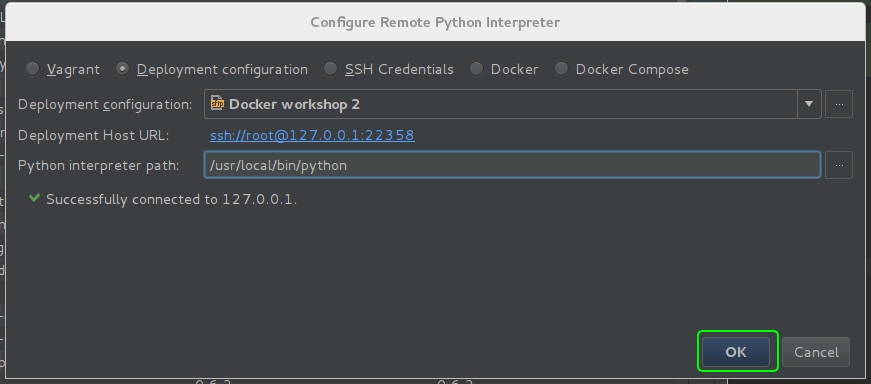 Configure Remote Python Interpreter
Vagrant Deployment configuration SSH Credentials Docker Docker Compose
Deployment configuration: sftp Docker workshop 2 ...
Deployment Host URL: ssh://root@127.0.0.1:22358
Python interpreter path: /usr/local/bin/python ...
Successfully connected to 127.0.0.1.
OK Cancel